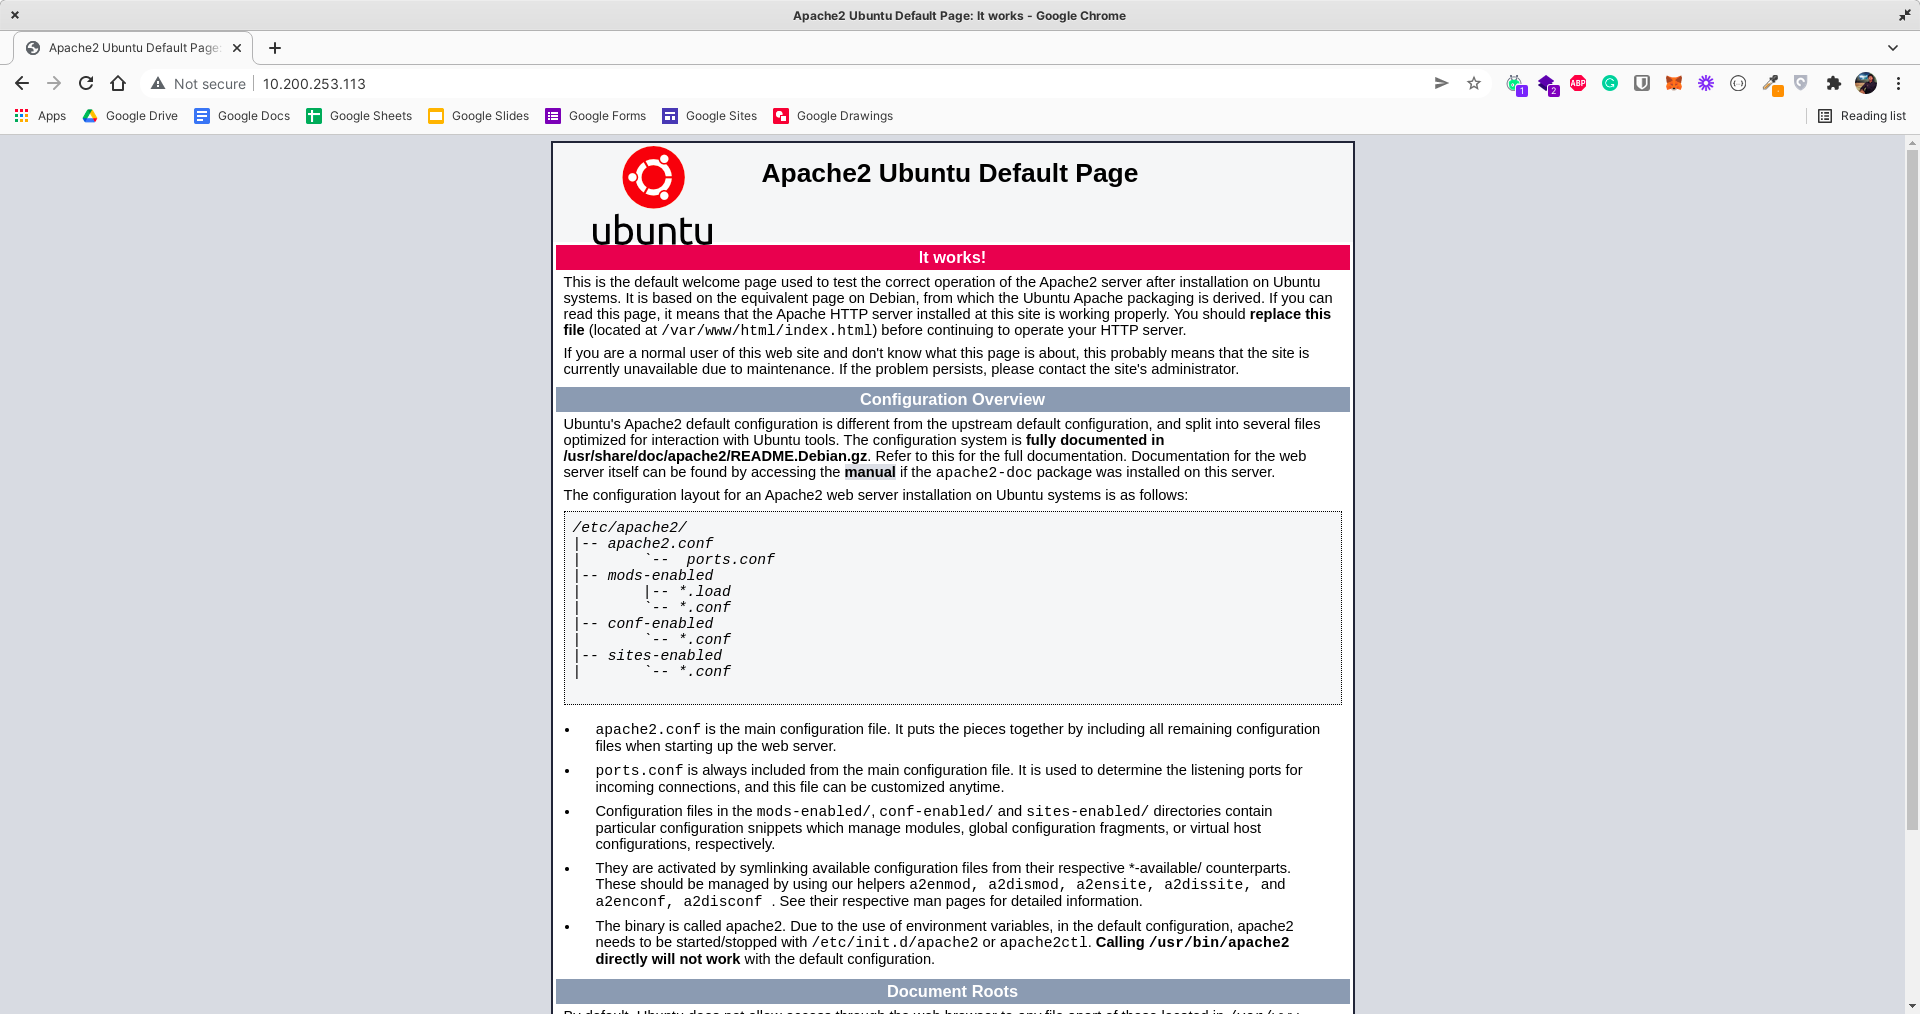 Apache2 Ubuntu Default Page: It works - Google Chrome
Apache2 Ubuntu Default Page:
Not secure
10.200.253.113
1
2
ABP
Apps
Google Drive
Google Docs
Google Sheets
Google Slides
Google Forms
Google Sites
Google Drawings
Reading list
ubuntu
Apache2 Ubuntu Default Page
It works!
This is the default welcome page used to test the correct operation of the Apache2 server after installation on Ubuntu
systems. It is based on the equivalent page on Debian, from which the Ubuntu Apache packaging is derived. If you can
read this page, it means that the Apache HTTP server installed at this site is working properly. You should replace this
file (located at /var/www/html/index.html) before continuing to operate your HTTP server.
If you are a normal user of this web site and don't know what this page is about, this probably means that the site is
currently unavailable due to maintenance. If the problem persists, please contact the site's administrator.
Configuration Overview
Ubuntu's Apache2 default configuration is different from the upstream default configuration, and split into several files
optimized for interaction with Ubuntu tools. The configuration system is fully documented in
/usr/share/doc/apache2/README.Debian.gz. Refer to this for the full documentation. Documentation for the web
server itself can be found by accessing the manual if the apache2-doc package was installed on this server.
The configuration layout for an Apache2 web server installation on Ubuntu systems is as follows:
/etc/apache2/
|-- apache2.conf
|       `--  ports.conf
|-- mods-enabled
|       |-- *.load
|       `-- *.conf
|-- conf-enabled
|       `-- *.conf
|-- sites-enabled
|       `-- *.conf
• apache2.conf is the main configuration file. It puts the pieces together by including all remaining configuration
files when starting up the web server.
• ports.conf is always included from the main configuration file. It is used to determine the listening ports for
incoming connections, and this file can be customized anytime.
• Configuration files in the mods-enabled/, conf-enabled/ and sites-enabled/ directories contain
particular configuration snippets which manage modules, global configuration fragments, or virtual host
configurations, respectively.
• They are activated by symlinking available configuration files from their respective *-available/ counterparts.
These should be managed by using our helpers a2enmod, a2dismod, a2ensite, a2dissite, and
a2enconf, a2disconf . See their respective man pages for detailed information.
• The binary is called apache2. Due to the use of environment variables, in the default configuration, apache2
needs to be started/stopped with /etc/init.d/apache2 or apache2ctl. Calling /usr/bin/apache2
directly will not work with the default configuration.
Document Roots